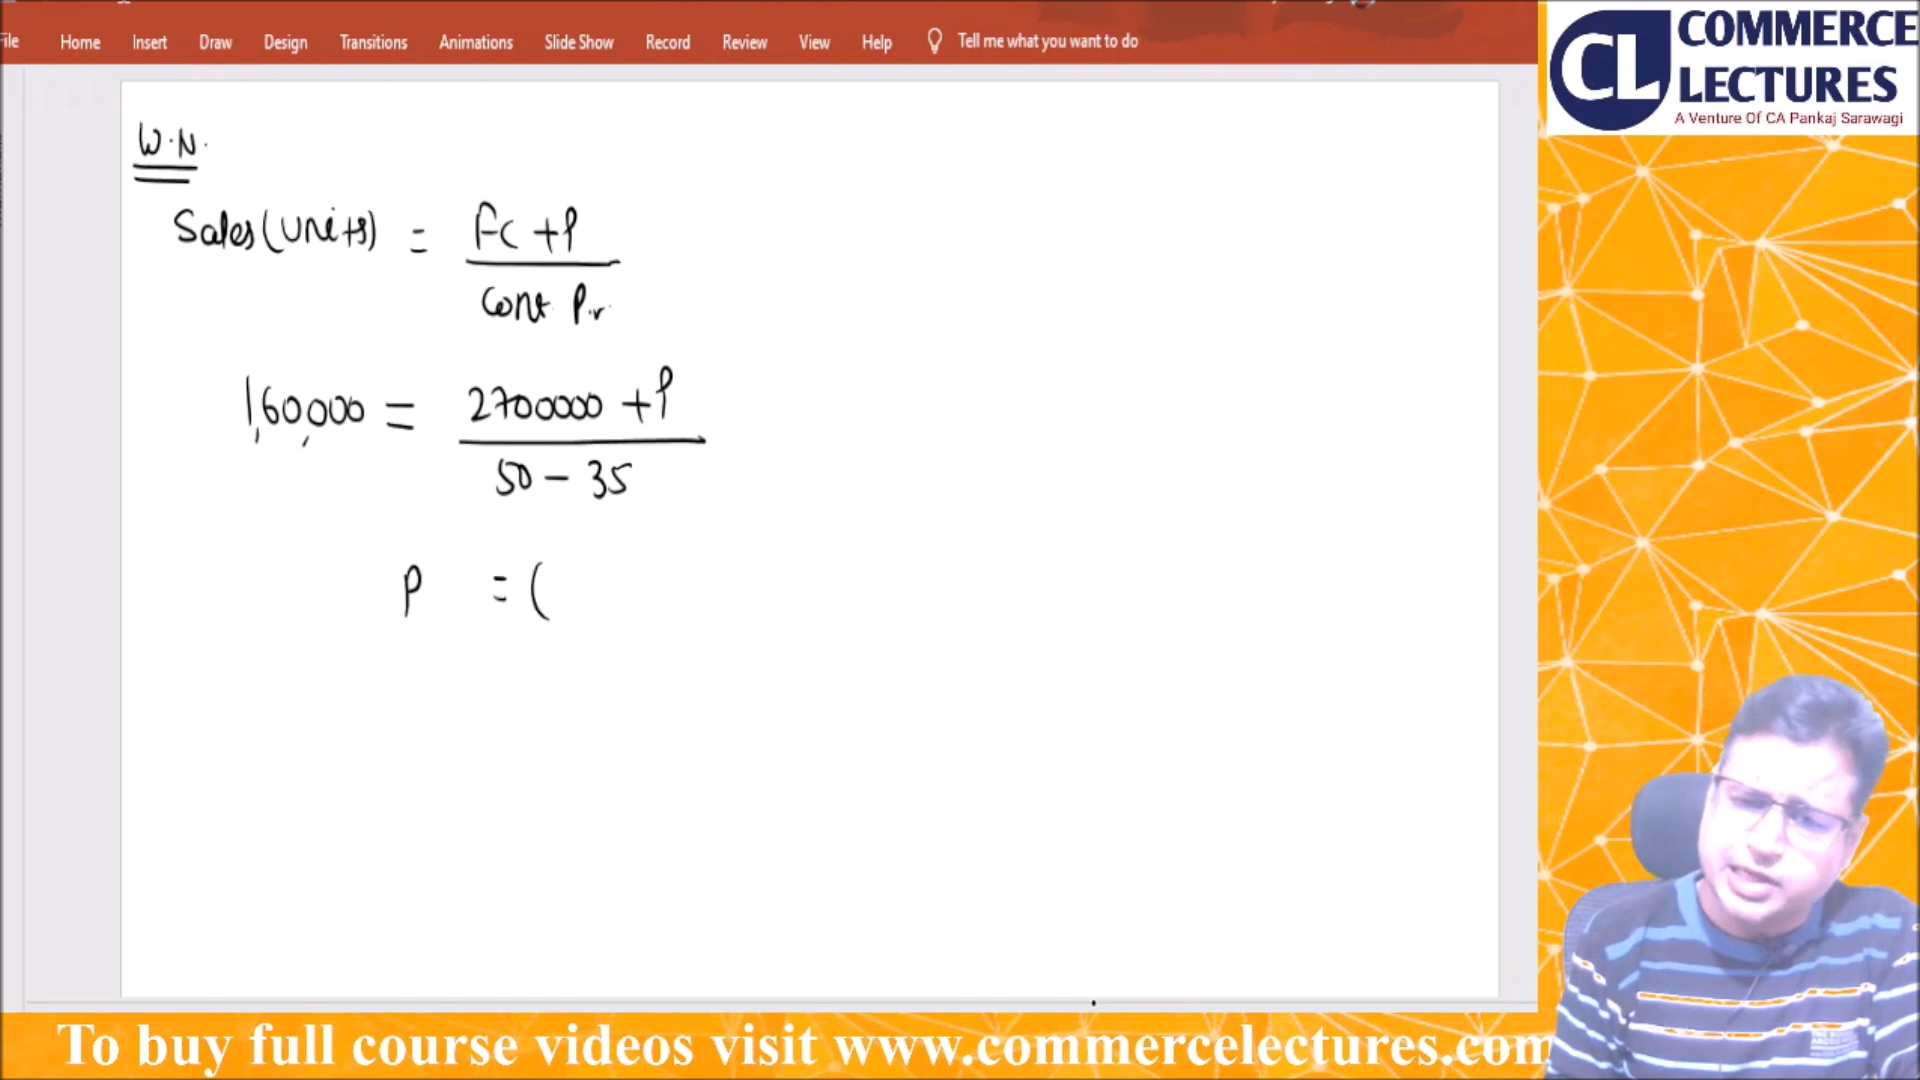 File Home Insert Draw Design Transitions Animations Slide Show Record Review View Help Tell me what you want to do
CL COMMERCE LECTURES
A Venture Of CA Pankaj Sarawagi
W.N.
Sales (units) = FC + P
Cont P.v.
1,60,000 = 2700000 + P
50 - 35
P = (
To buy full course videos visit www.commercelectures.com